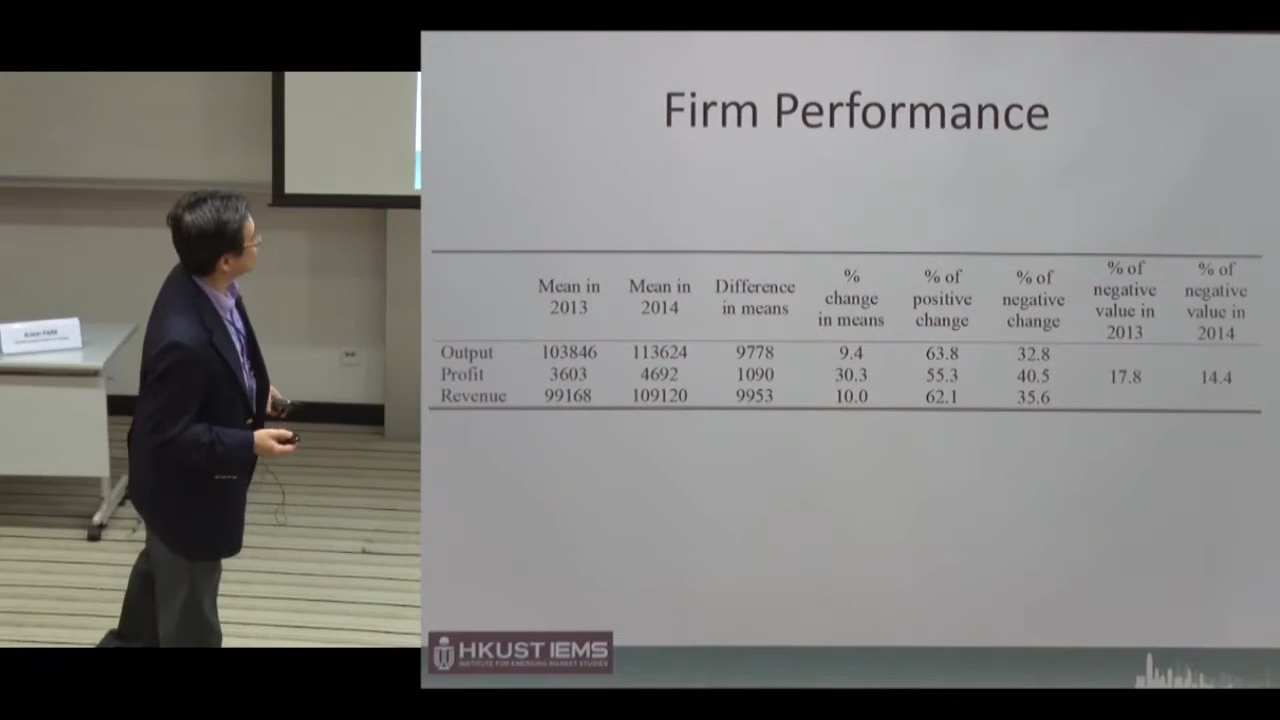 Firm Performance
Mean in 2013 Mean in 2014 Difference in means % change in means % of positive change % of negative change % of negative value in 2013 % of negative value in 2014
Output 103846 113624 9778 9.4 63.8 32.8
Profit 3603 4692 1090 30.3 55.3 40.5 17.8 14.4
Revenue 99168 109120 9953 10.0 62.1 35.6
Albert PARK
HKUST IEMS
INSTITUTE FOR EMERGING MARKET STUDIES